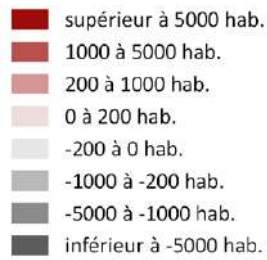 supérieur à 5000 hab.
1000 à 5000 hab.
200 à 1000 hab.
0 à 200 hab.
-200 à 0 hab.
-1000 à -200 hab.
-5000 à -1000 hab.
inférieur à -5000 hab.